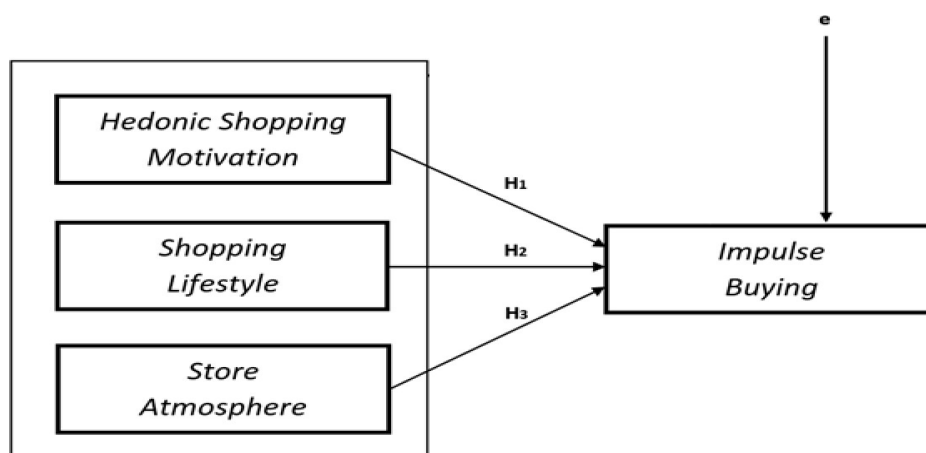 e
Hedonic Shopping
Motivation
H₁
Shopping
Lifestyle
H₂
Impulse
Buying
H₃
Store
Atmosphere